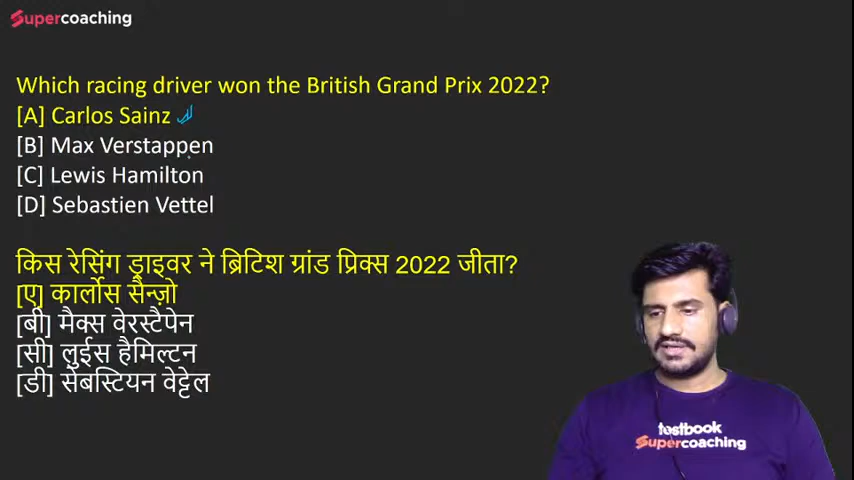 Supercoaching
Which racing driver won the British Grand Prix 2022?
[A] Carlos Sainz
[B] Max Verstappen
[C] Lewis Hamilton
[D] Sebastien Vettel
किस रेसिंग ड्राइवर ने ब्रिटिश ग्रांड प्रिक्स 2022 जीता?
[ए] कार्लोस सैन्ज़ो
[बी] मैक्स वेरस्टैपेन
[सी] लुईस हैमिल्टन
[डी] सेबस्टियन वेट्टेल
testbook
Supercoaching